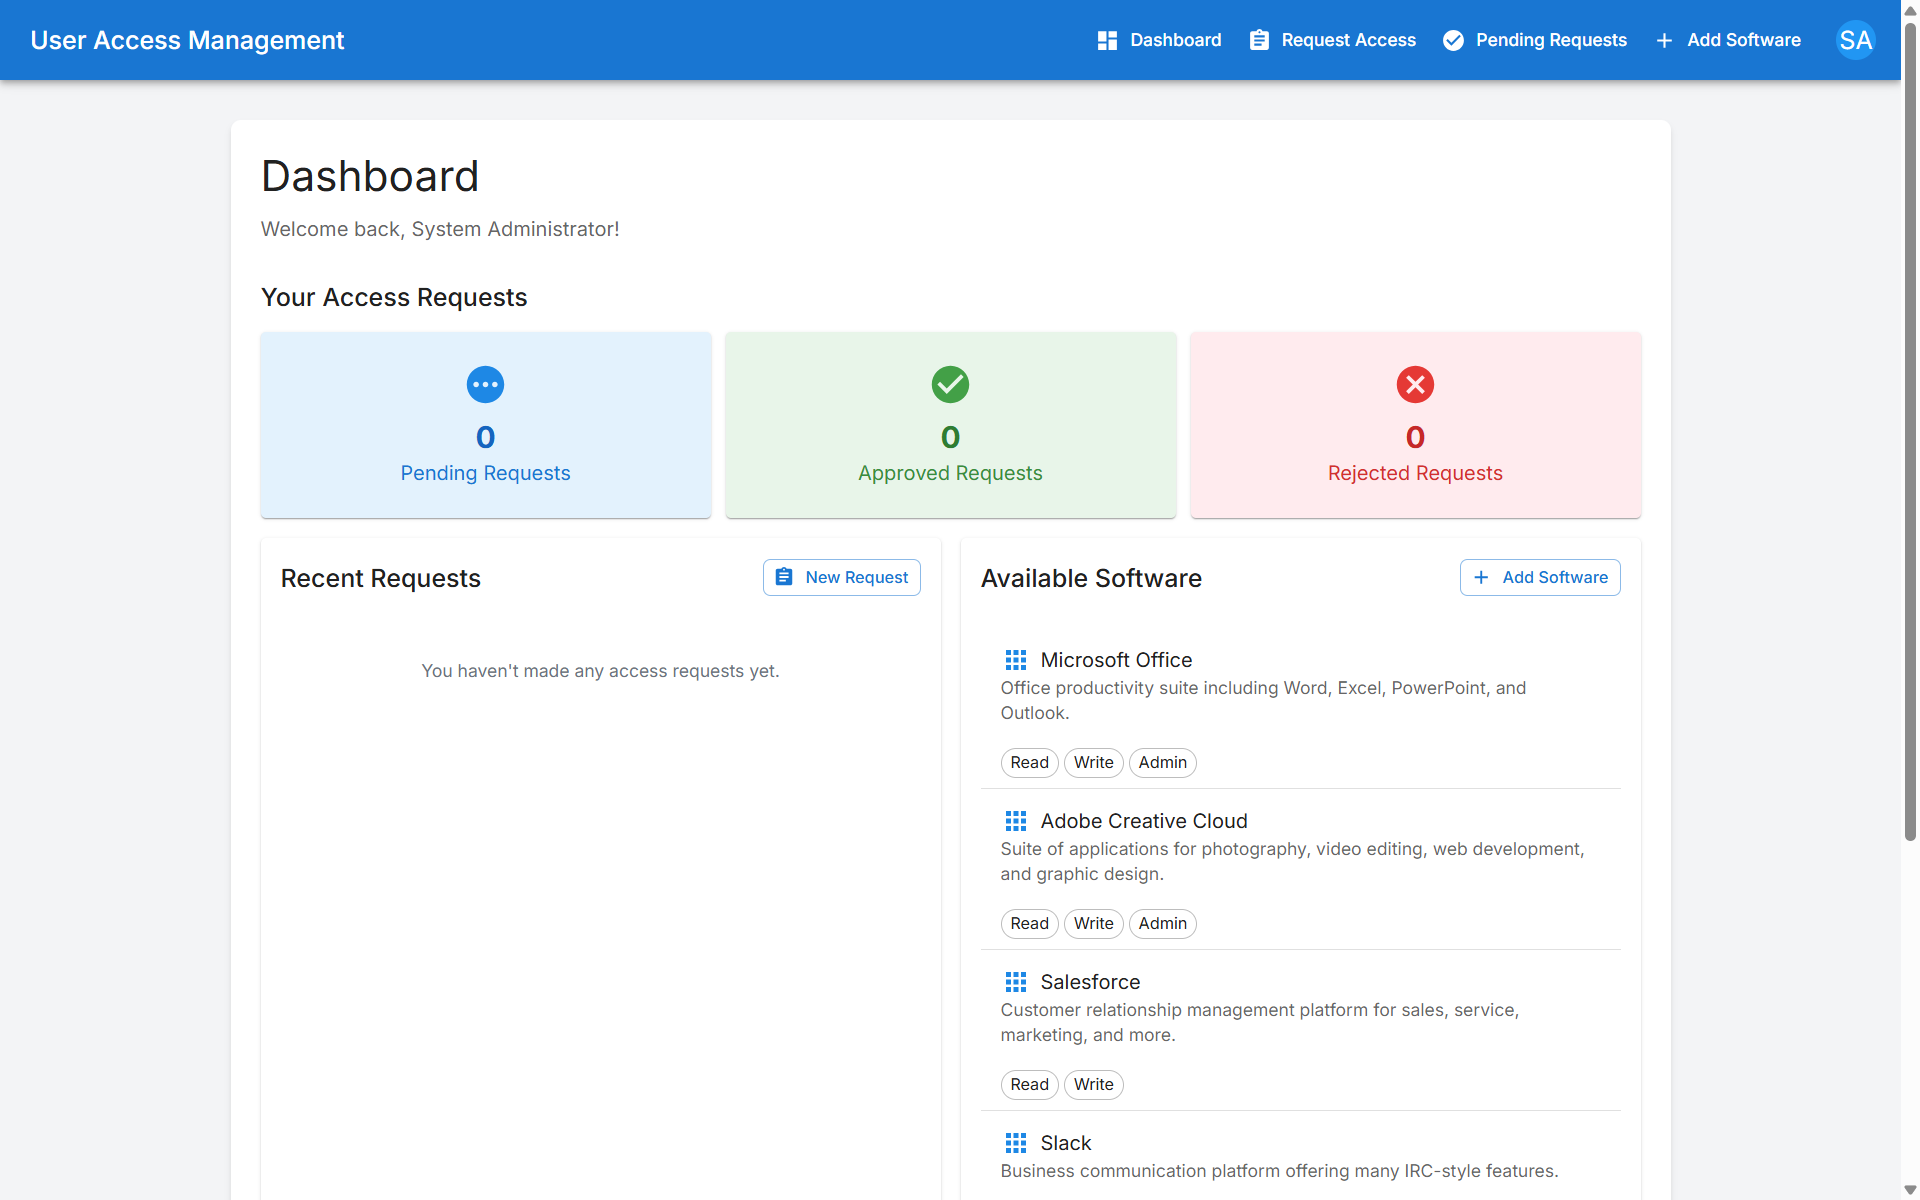 User Access Management
Dashboard
Request Access
Pending Requests
Add Software
SA
Dashboard
Welcome back, System Administrator!
Your Access Requests
0
Pending Requests
0
Approved Requests
0
Rejected Requests
Recent Requests
New Request
You haven't made any access requests yet.
Available Software
Add Software
Microsoft Office
Office productivity suite including Word, Excel, PowerPoint, and
Outlook.
Read Write Admin
Adobe Creative Cloud
Suite of applications for photography, video editing, web development,
and graphic design.
Read Write Admin
Salesforce
Customer relationship management platform for sales, service,
marketing, and more.
Read Write
Slack
Business communication platform offering many IRC-style features.